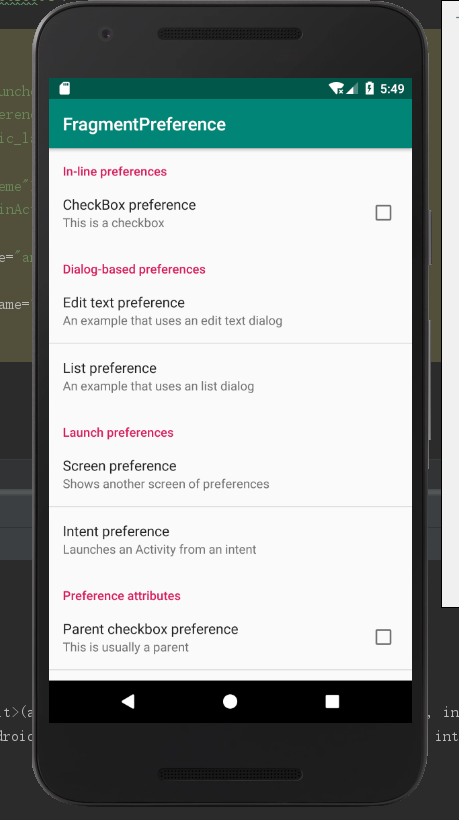 5:49
FragmentPreference
In-line preferences
CheckBox preference
This is a checkbox
Dialog-based preferences
Edit text preference
An example that uses an edit text dialog
List preference
An example that uses an list dialog
Launch preferences
Screen preference
Shows another screen of preferences
Intent preference
Launches an Activity from an intent
Preference attributes
Parent checkbox preference
This is usually a parent